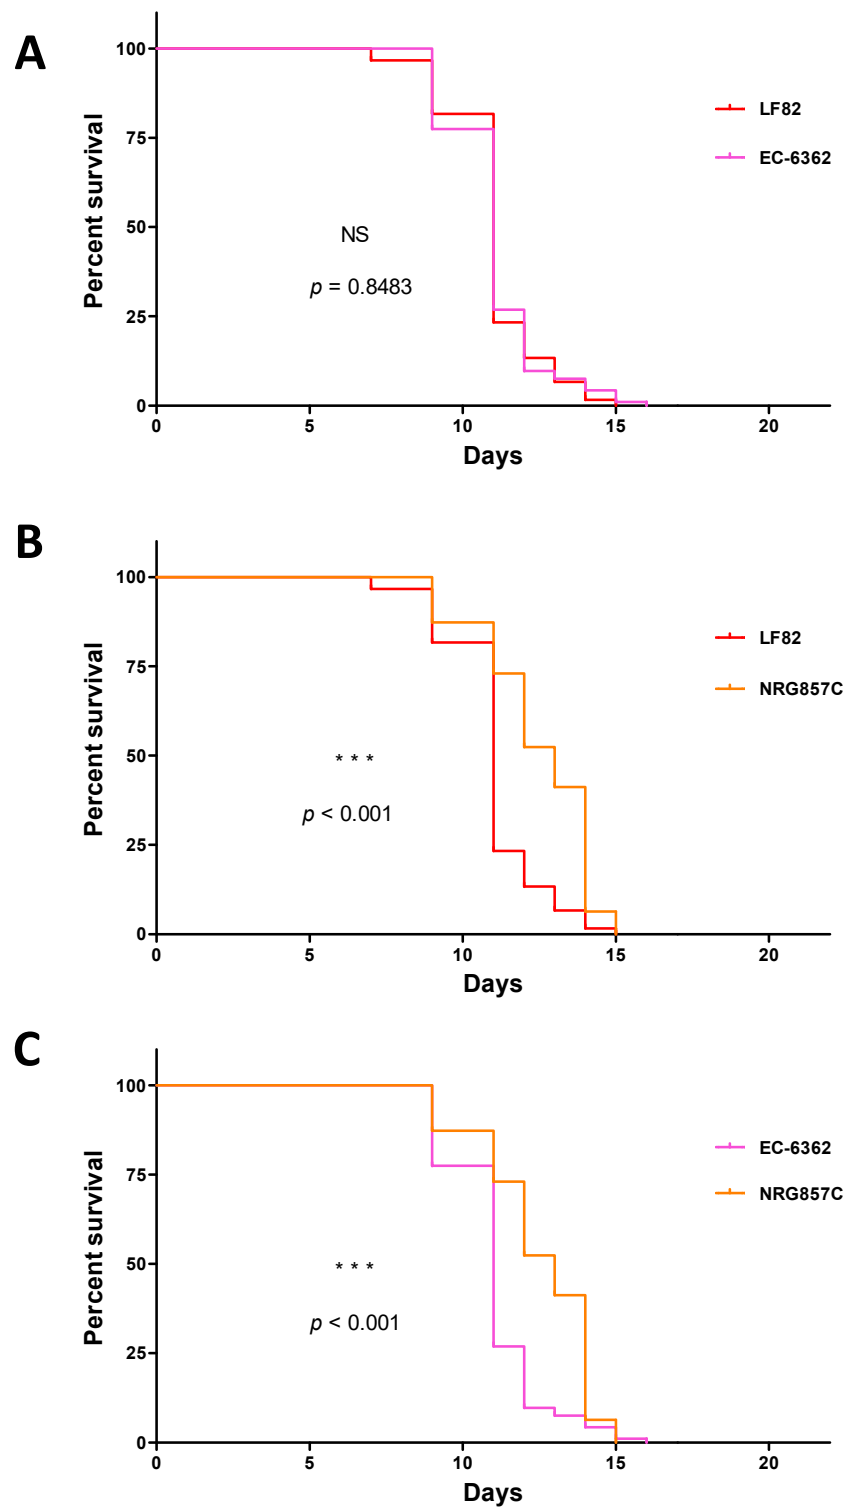 A
Percent survival
100
75
50
25
0
LF82
EC-6362
NS
p = 0.8483
0 5 10 15 20
Days
B
Percent survival
100
75
50
25
0
LF82
NRG857C
* * *
p < 0.001
0 5 10 15 20
Days
C
Percent survival
100
75
50
25
0
EC-6362
NRG857C
* * *
p < 0.001
0 5 10 15 20
Days